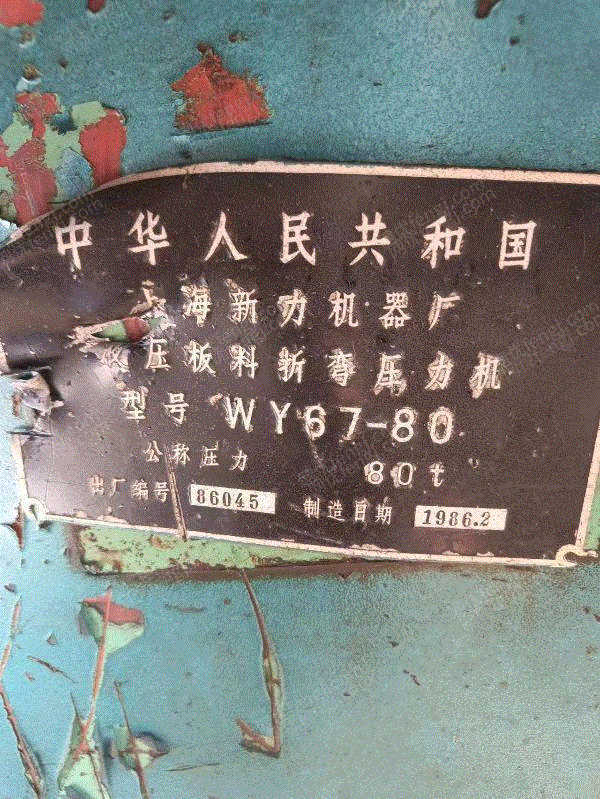 中华人民共和国
上海新力机器厂
液压板料折弯压力机
型号 WY67-80
公称压力 80t
出厂编号 86045 制造日期 1986.2